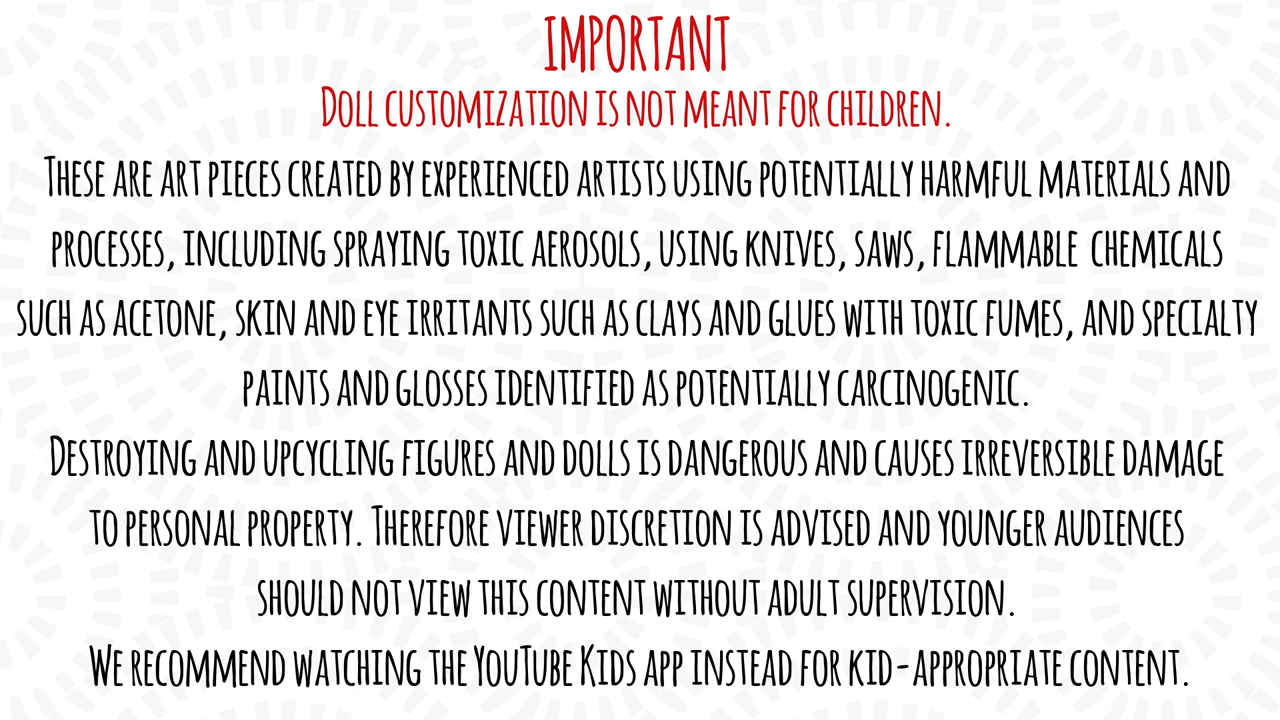 IMPORTANT
DOLL CUSTOMIZATION IS NOT MEANT FOR CHILDREN.
THESE ARE ART PIECES CREATED BY EXPERIENCED ARTISTS USING POTENTIALLY HARMFUL MATERIALS AND
PROCESSES, INCLUDING SPRAYING TOXIC AEROSOLS, USING KNIVES, SAWS, FLAMMABLE CHEMICALS
SUCH AS ACETONE, SKIN AND EYE IRRITANTS SUCH AS CLAYS AND GLUES WITH TOXIC FUMES, AND SPECIALTY
PAINTS AND GLOSSES IDENTIFIED AS POTENTIALLY CARCINOGENIC.
DESTROYING AND UPCYCLING FIGURES AND DOLLS IS DANGEROUS AND CAUSES IRREVERSIBLE DAMAGE
TO PERSONAL PROPERTY. THEREFORE VIEWER DISCRETION IS ADVISED AND YOUNGER AUDIENCES
SHOULD NOT VIEW THIS CONTENT WITHOUT ADULT SUPERVISION.
WE RECOMMEND WATCHING THE YOUTUBE KIDS APP INSTEAD FOR KID-APPROPRIATE CONTENT.